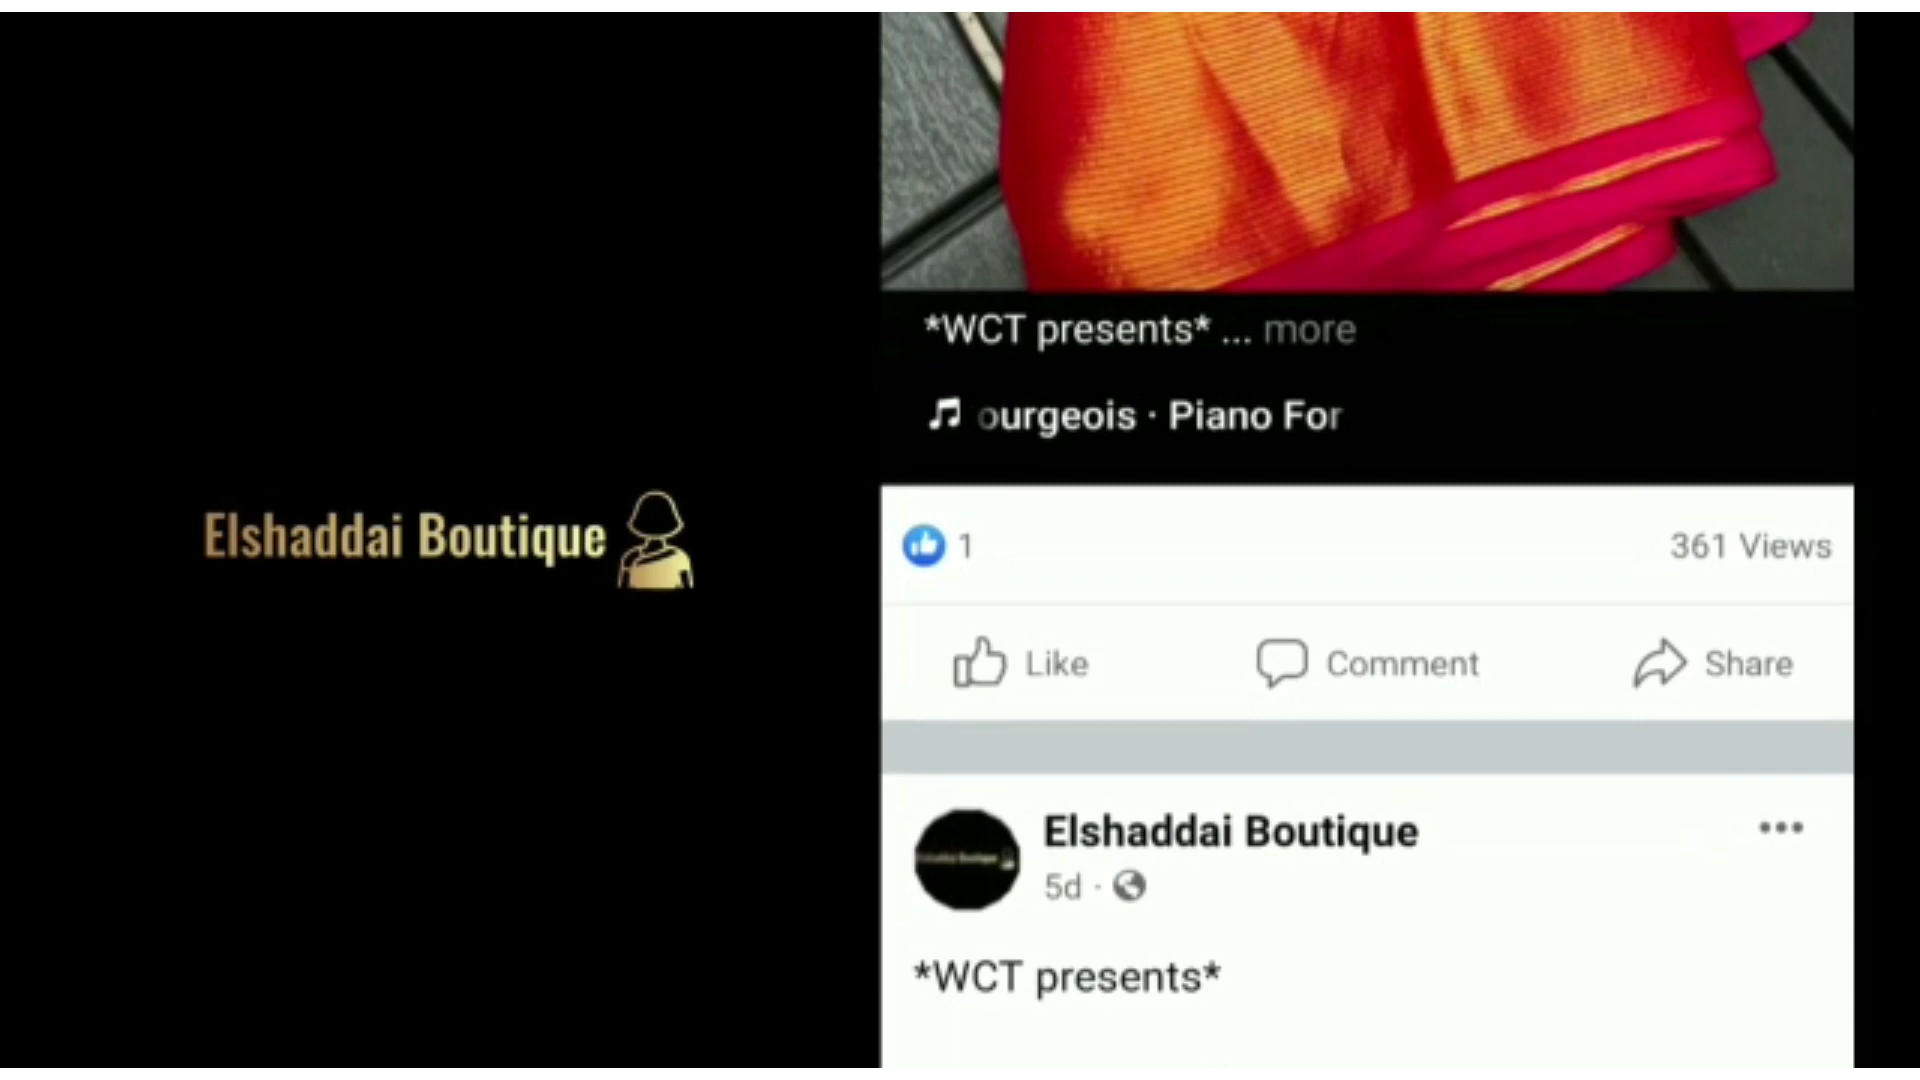 Elshaddai Boutique
*WCT presents* ... more
ourgeois · Piano For
1
361 Views
Like
Comment
Share
Elshaddai Boutique
5d ·
*WCT presents*